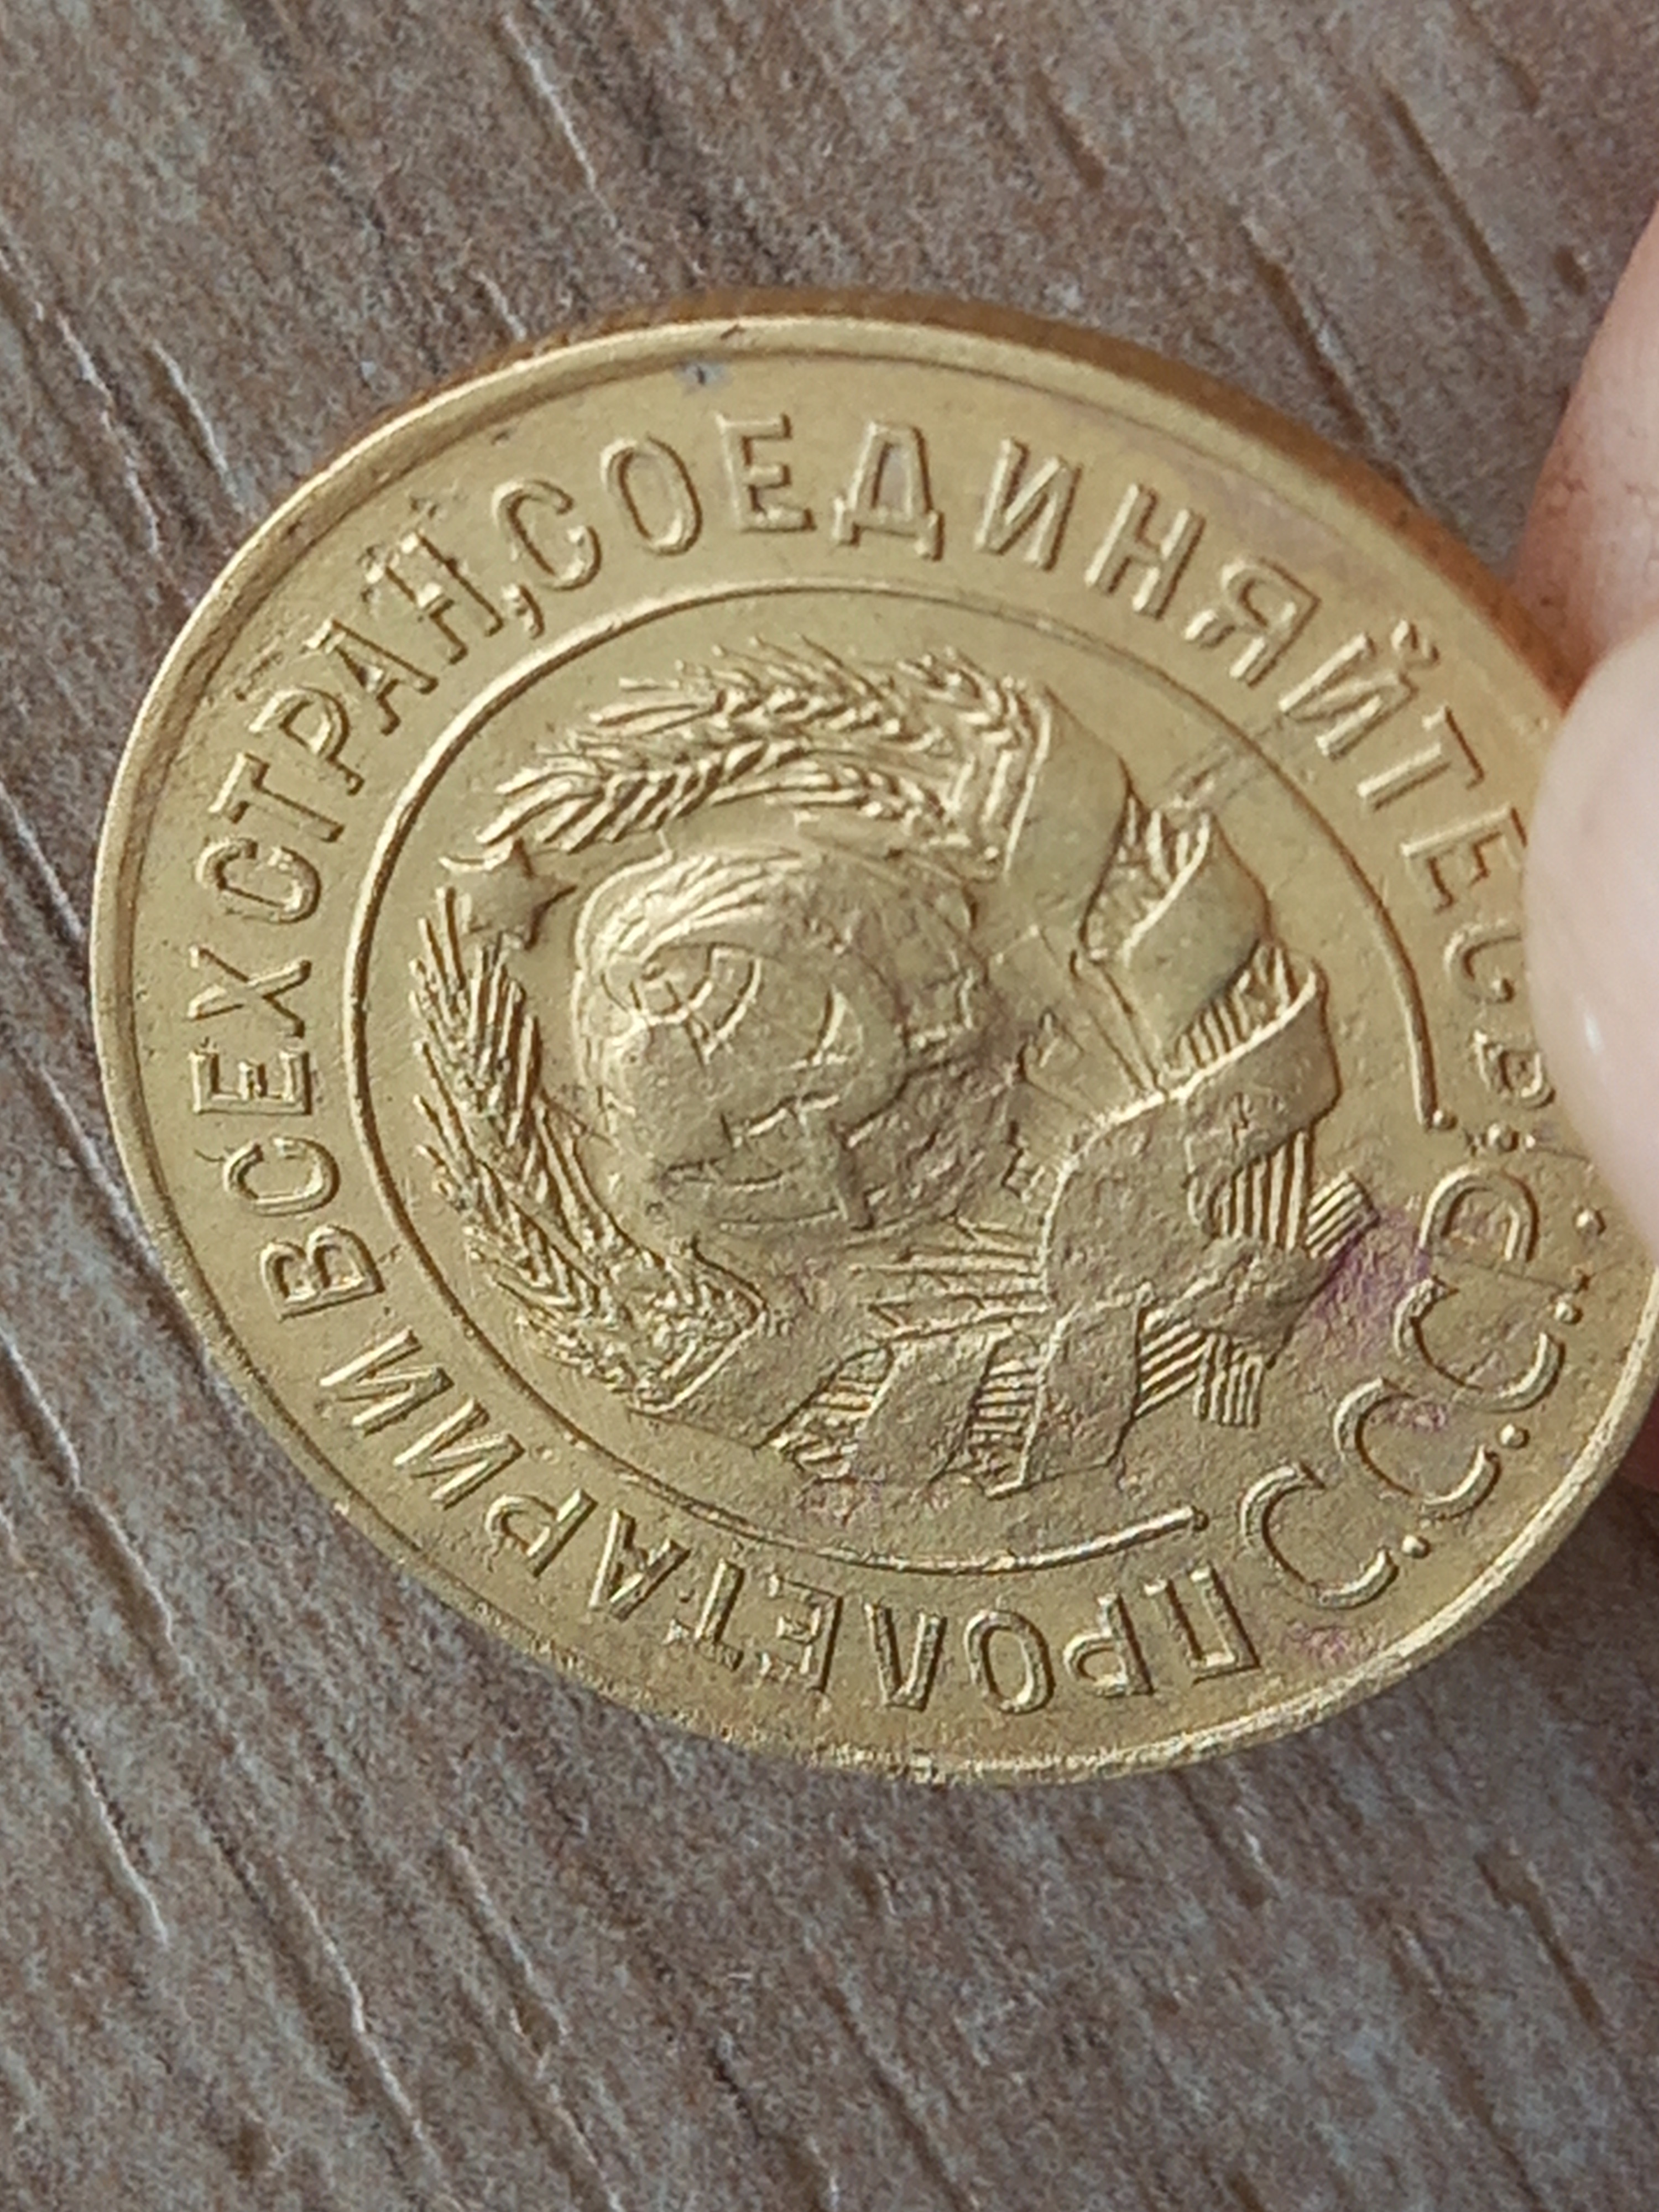 ПРОЛЕТАРИИ ВСЕХ СТРАН, СОЕДИНЯЙТЕСЬ!
С.С.С.Р.